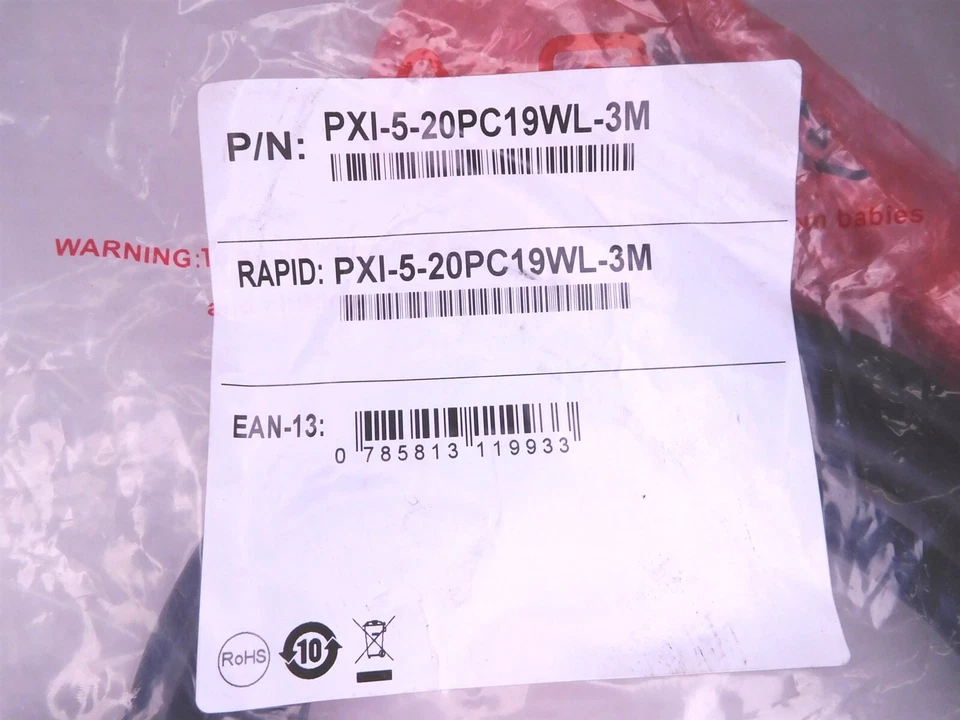 P/N: PXI-5-20PC19WL-3M
WARNING:
babies
RAPID: PXI-5-20PC19WL-3M
EAN-13:
0 785813 119933
RoHS
10